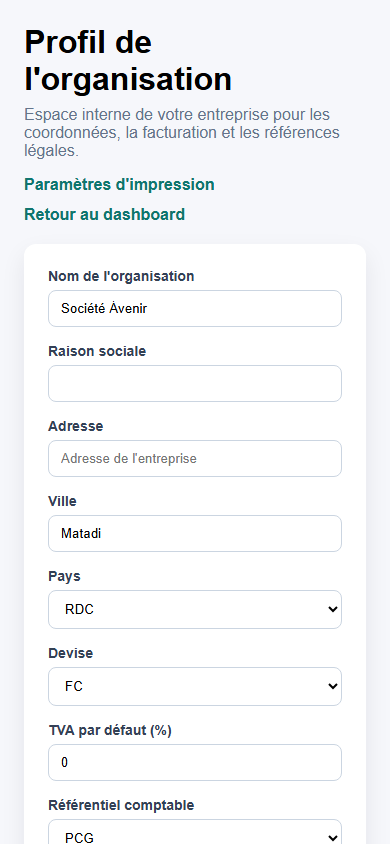 Profil de
l'organisation
Espace interne de votre entreprise pour les
coordonnées, la facturation et les références
légales.
Paramètres d'impression
Retour au dashboard
Nom de l'organisation
Société Avenir
Raison sociale
Adresse
Adresse de l'entreprise
Ville
Matadi
Pays
RDC
Devise
FC
TVA par défaut (%)
0
Référentiel comptable
PCG